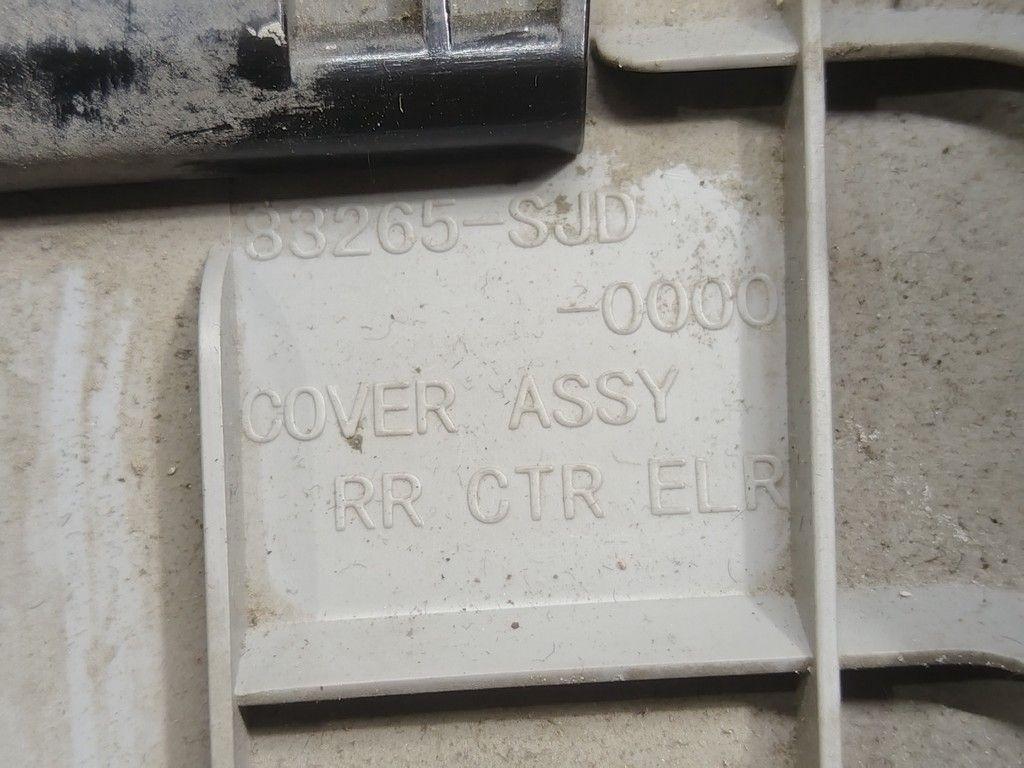 83265-SJD
-0000
COVER ASSY
RR CTR ELR